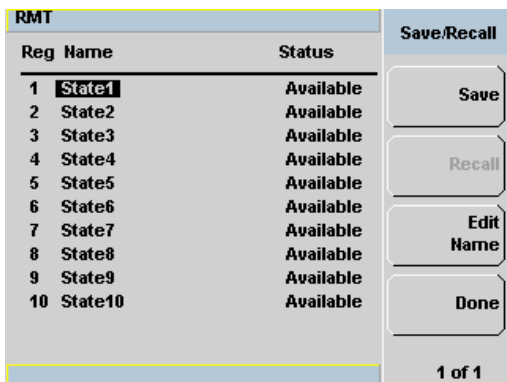 RMT
Reg Name Status
1 State1 Available
2 State2 Available
3 State3 Available
4 State4 Available
5 State5 Available
6 State6 Available
7 State7 Available
8 State8 Available
9 State9 Available
10 State10 Available
Save/Recall
Save
Recall
Edit
Name
Done
1 of 1